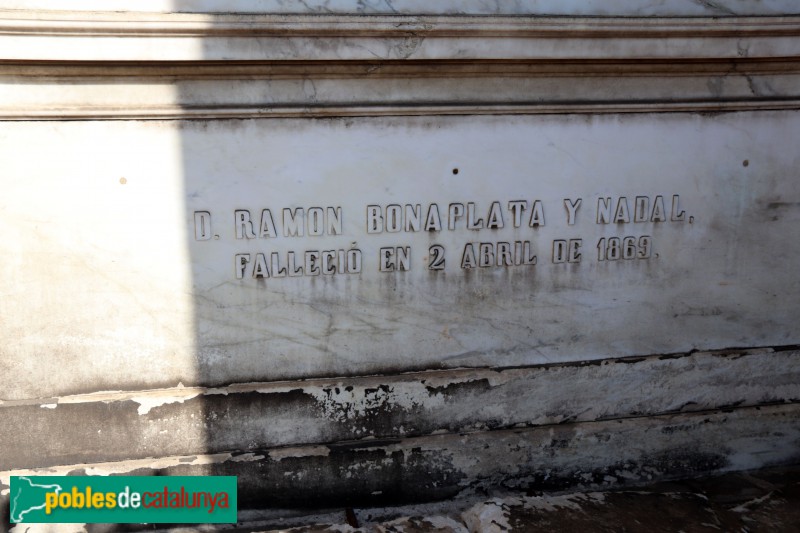 D. RAMON BONAPLATA Y NADAL,
FALLECIÓ EN 2 ABRIL DE 1869.
poblesdecatalunya